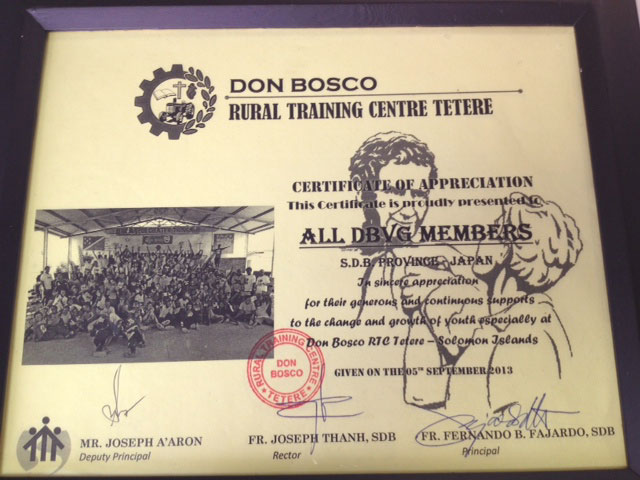 DON BOSCO
RURAL TRAINING CENTRE TETERE
CERTIFICATE OF APPRECIATION
This Certificate is proudly presented to
ALL DBVG MEMBERS
S.D.B. PROVINCE - JAPAN
In sincere appreciation
for their generous and continuous supports
to the change and growth of youth especially at
Don Bosco RTC Tetere – Solomon Islands
RURAL TRAINING CENTRE
DON
BOSCO
TETERE
GIVEN ON THE 05TH SEPTEMBER 2013
MR. JOSEPH A'ARON
Deputy Principal
FR. JOSEPH THANH, SDB
Rector
FR. FERNANDO B. FAJARDO, SDB
Principal